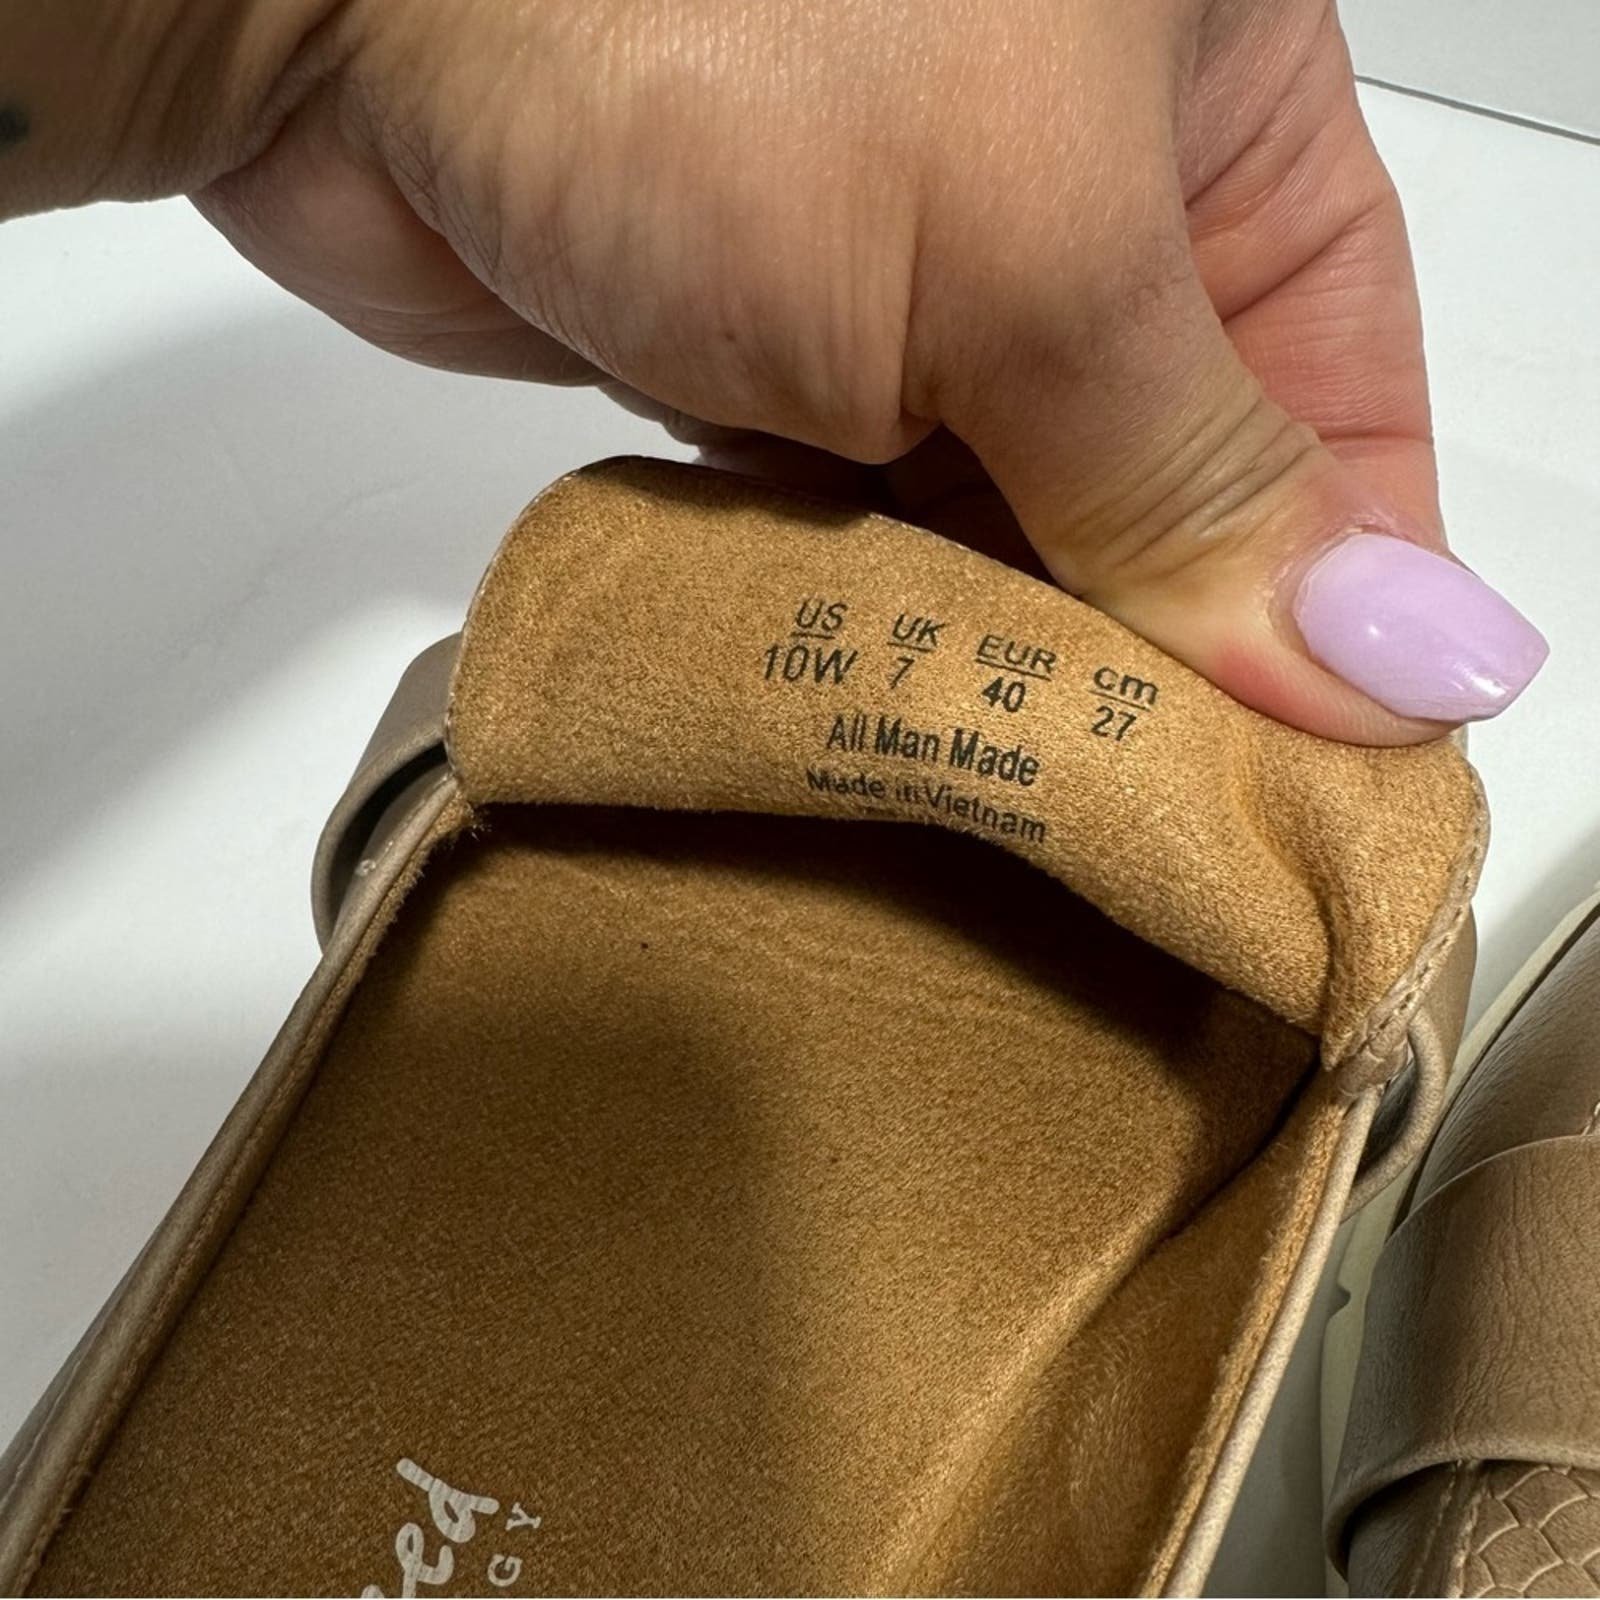 US UK EUR cm
10W 7 40 27
All Man Made
Made in Vietnam